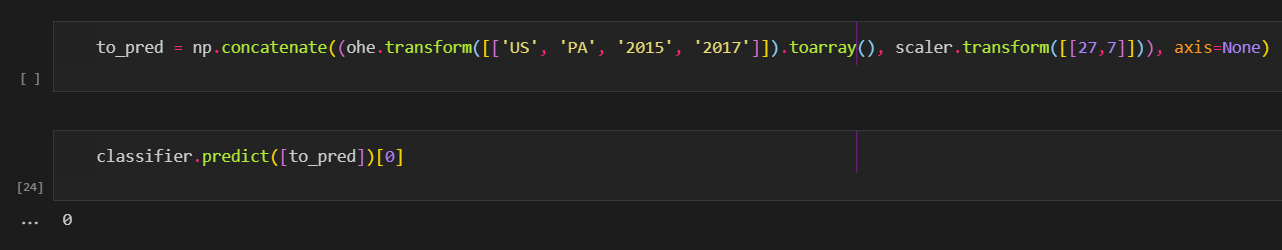 to_pred = np.concatenate((ohe.transform([['US', 'PA', '2015', '2017']]).toarray(), scaler.transform([[27,7]])), axis=None)
[ ]
classifier.predict([to_pred])[0]
[24]
... 0